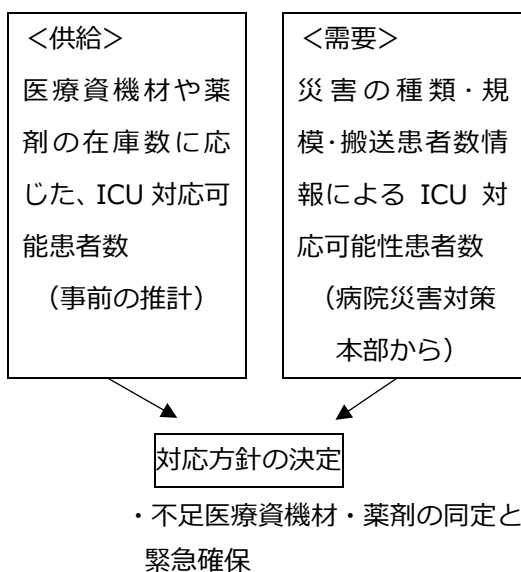 <供給>
医療資機材や薬
剤の在庫数に応
じた、ICU 対応可
能患者数
（事前の推計）
<需要>
災害の種類・規
模・搬送患者数情
報による ICU 対
応可能性患者数
（病院災害対策
本部から）
対応方針の決定
・不足医療資機材・薬剤の同定と
緊急確保